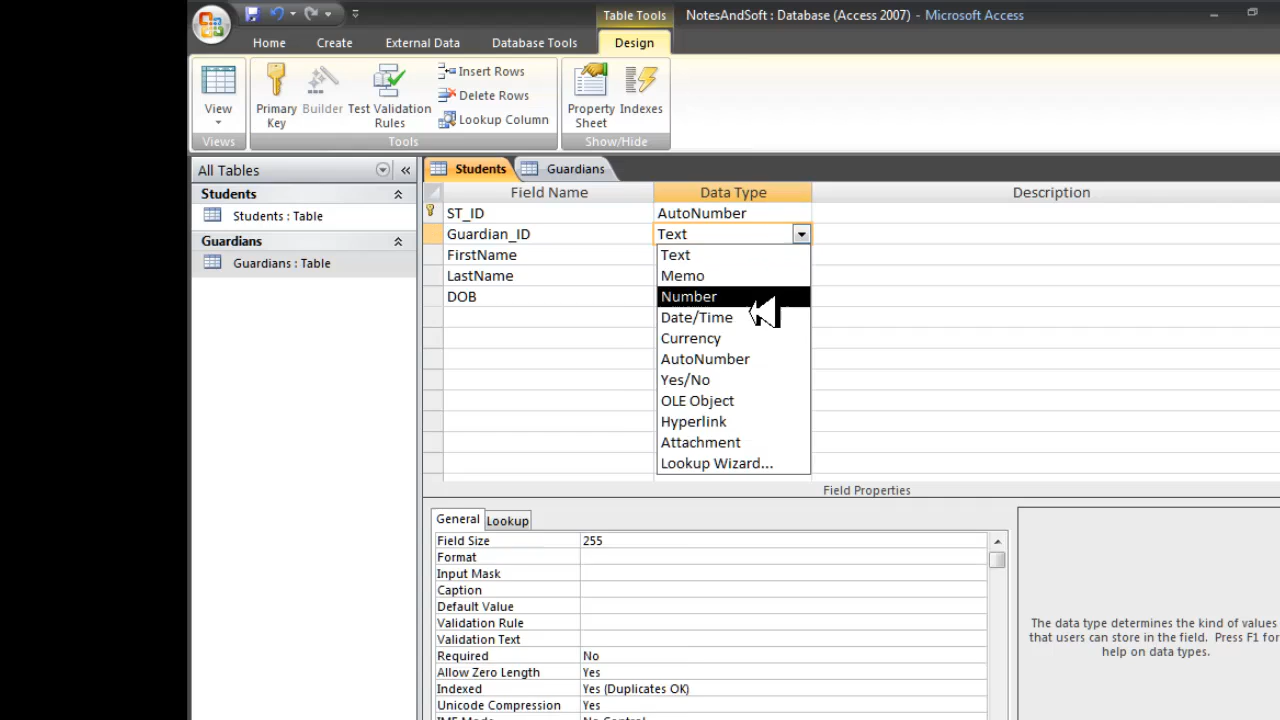 Table Tools
NotesAndSoft : Database (Access 2007) - Microsoft Access
Home Create External Data Database Tools Design
View
Views
Primary Key
Builder
Test Validation Rules
Insert Rows
Delete Rows
Lookup Column
Tools
Property Sheet
Indexes
Show/Hide
All Tables
Students
Students : Table
Guardians
Guardians : Table
Students Guardians
Field Name Data Type Description
ST_ID AutoNumber
Guardian_ID Text
FirstName
LastName
DOB
Text
Memo
Number
Date/Time
Currency
AutoNumber
Yes/No
OLE Object
Hyperlink
Attachment
Lookup Wizard...
Field Properties
General Lookup
Field Size 255
Format
Input Mask
Caption
Default Value
Validation Rule
Validation Text
Required No
Allow Zero Length Yes
Indexed Yes (Duplicates OK)
Unicode Compression Yes
The data type determines the kind of values
that users can store in the field. Press F1 for
help on data types.